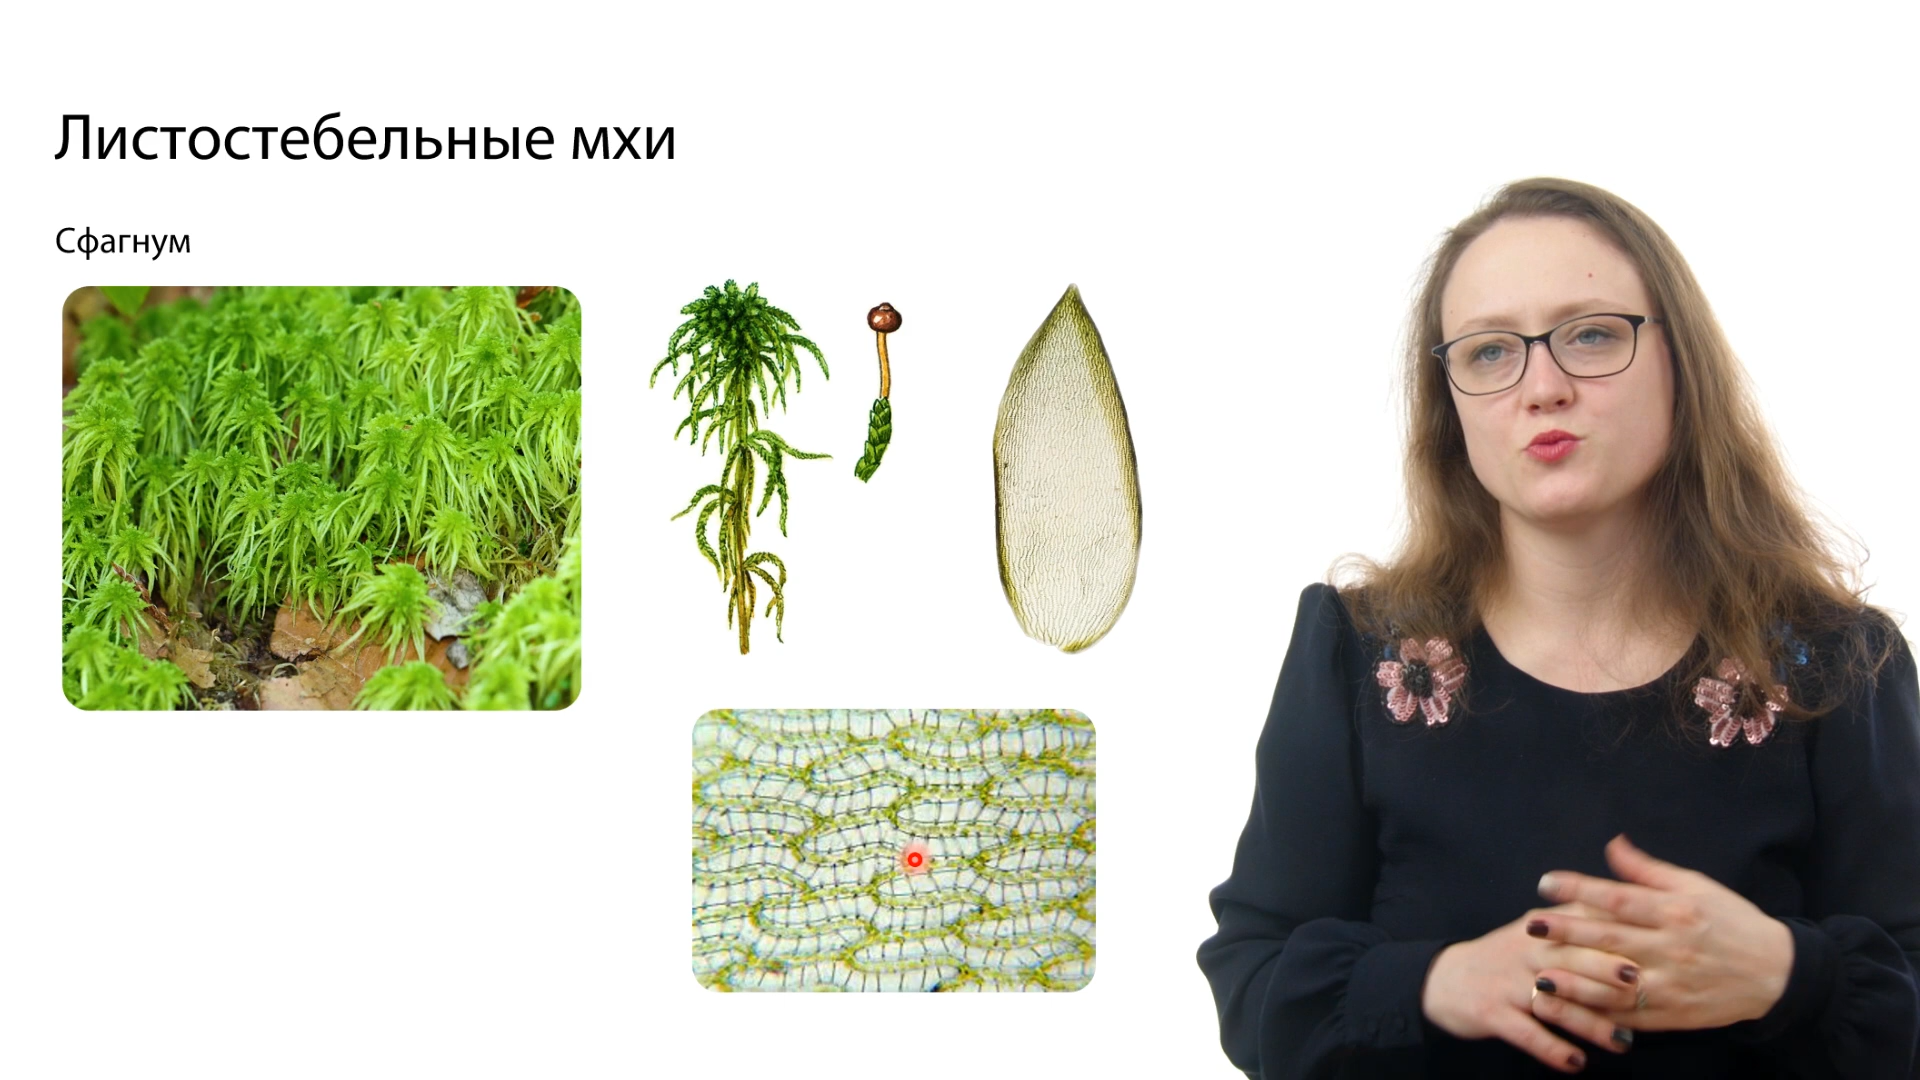 Листостебельные мхи
Сфагнум